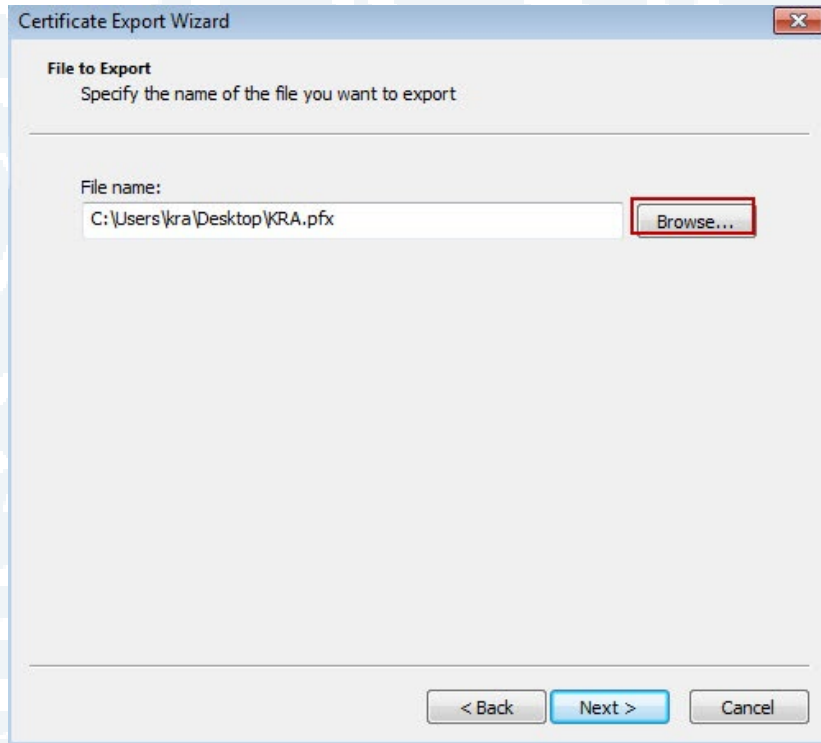 Certificate Export Wizard
File to Export
Specify the name of the file you want to export
File name:
C:\Users\kra\Desktop\KRA.pfx
Browse...
< Back
Next >
Cancel